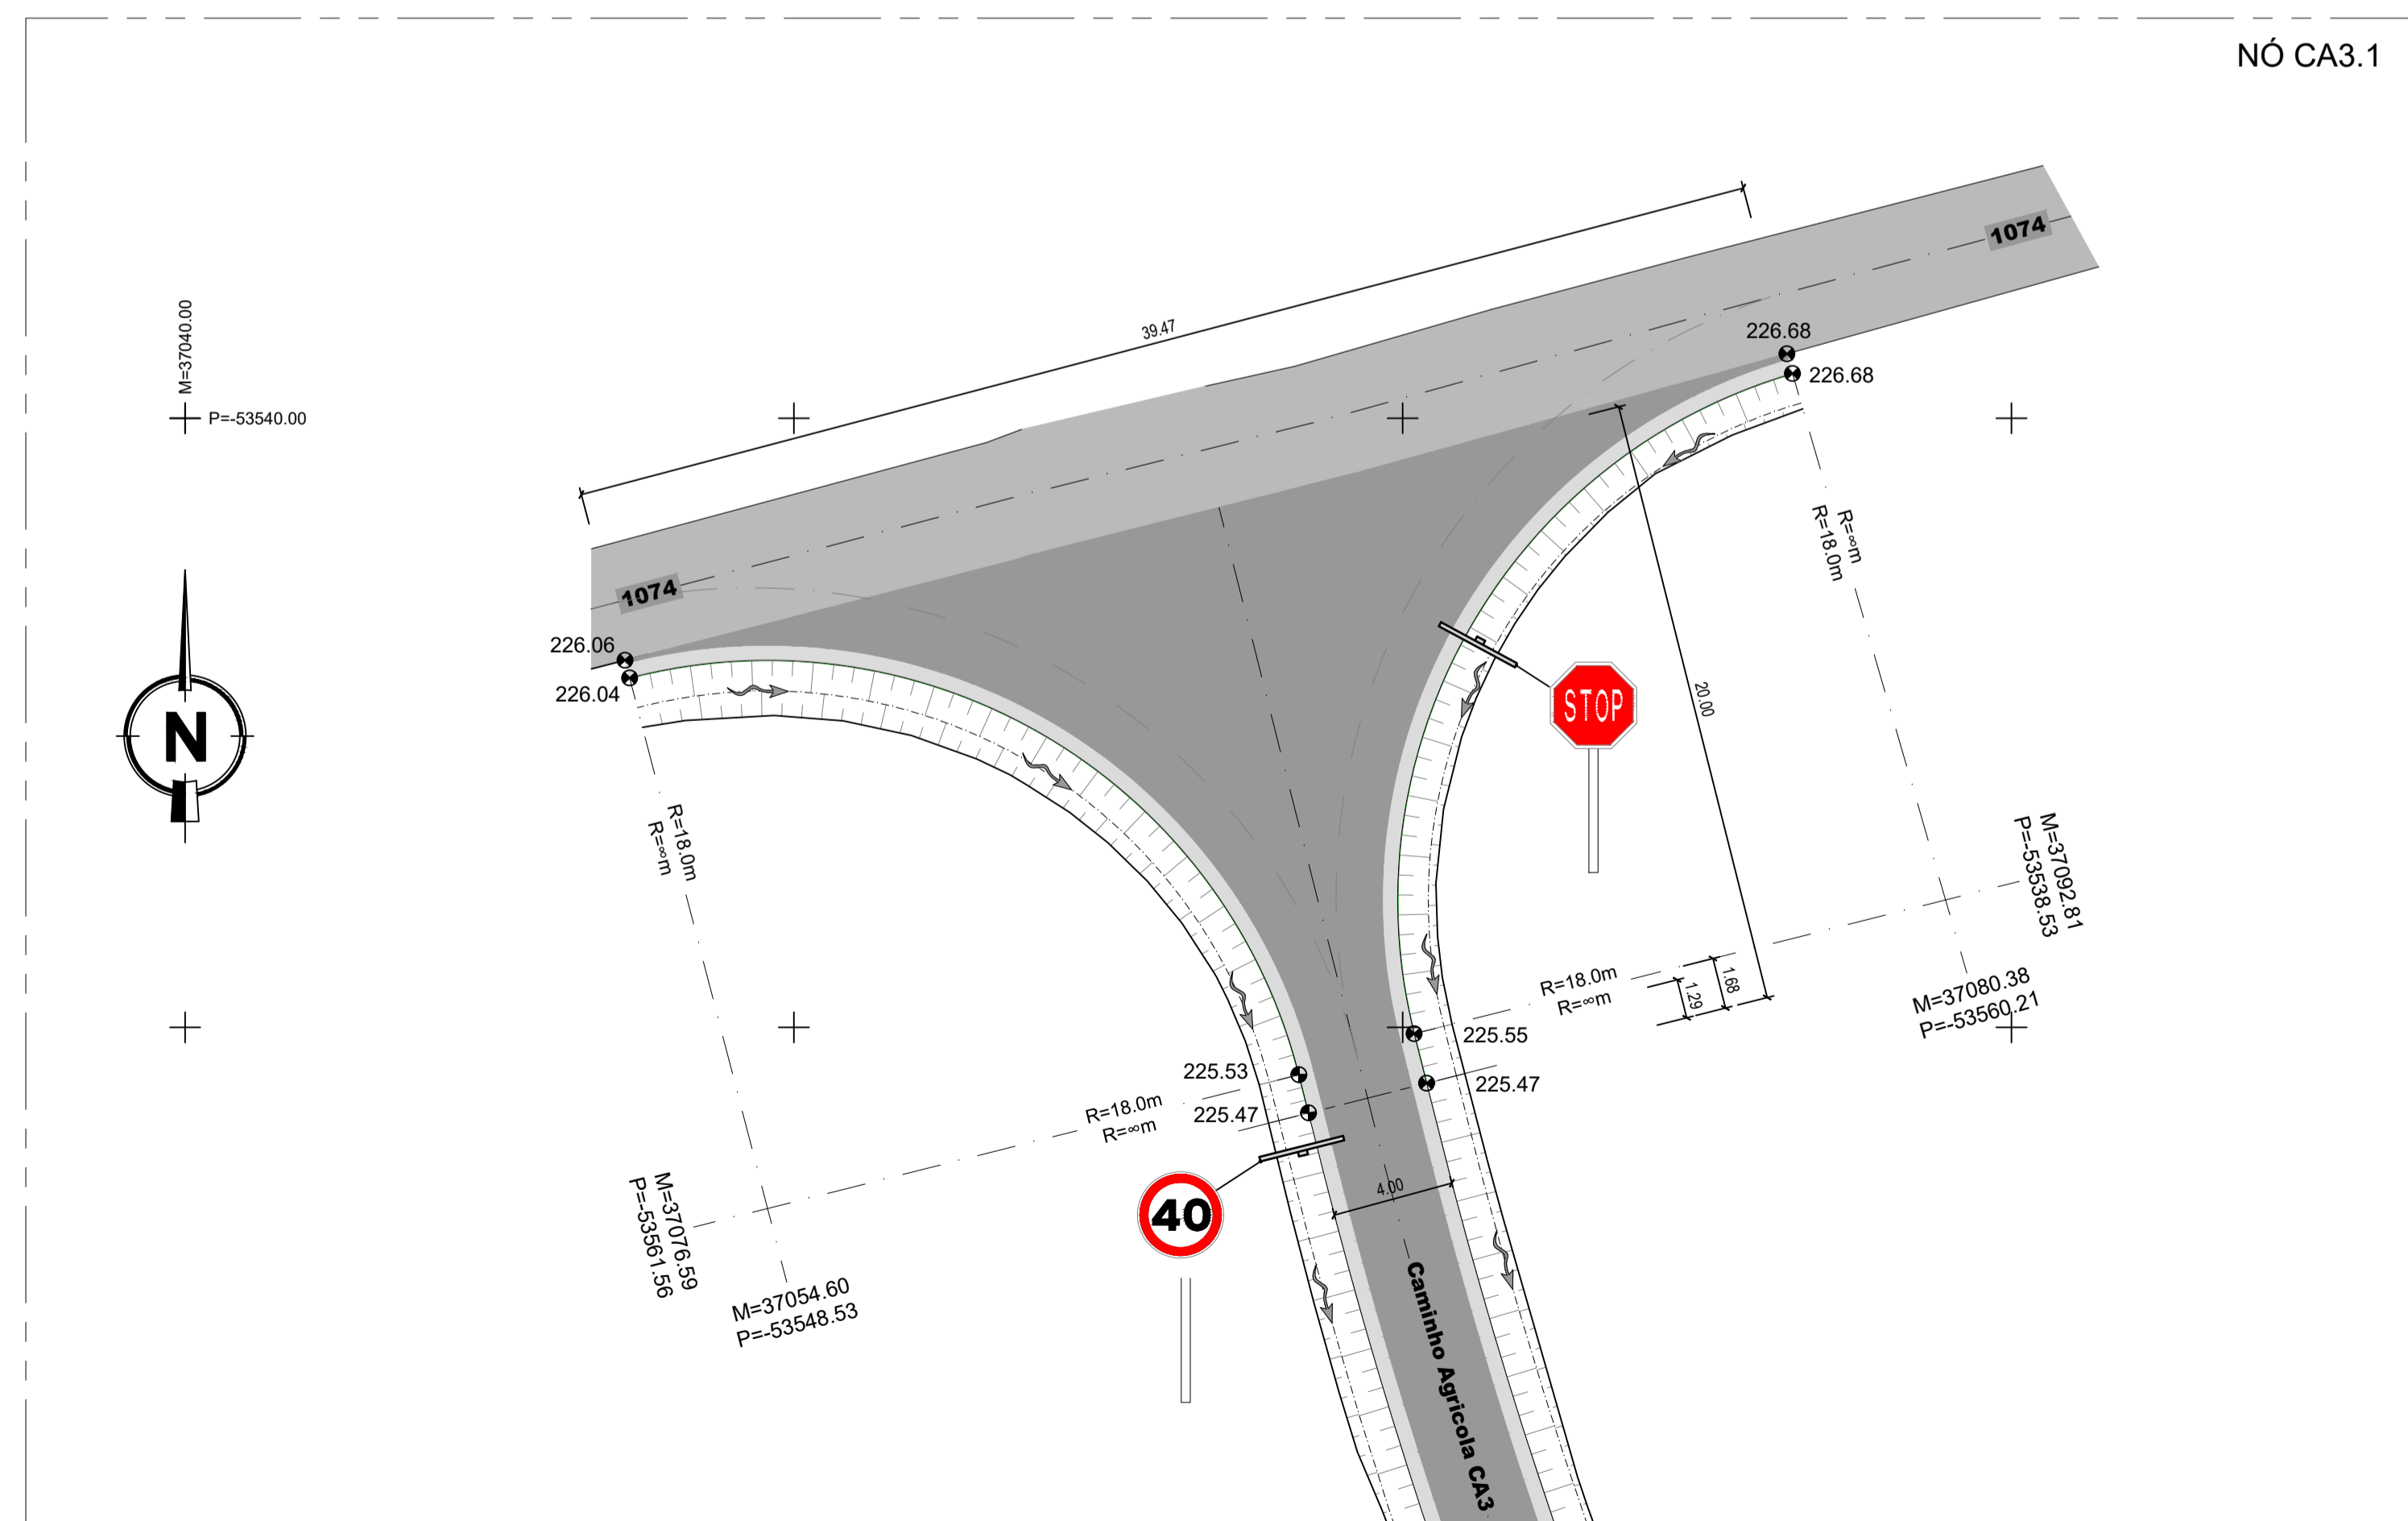 NÓ CA3.1
1074
39.47
M=37040.00
P=-53540.00
226.68
226.68
R=∞m
R=18.0m
1074
226.06
226.04
N
STOP
20.00
R=18.0m
R=∞m
M=37092.81
P=-53538.53
R=18.0m
R=∞m
1.68
1.29
M=37080.38
P=-53560.21
225.55
225.53
225.47
R=18.0m
R=∞m
225.47
4.00
40
M=37076.59
P=-53561.56
M=37054.60
P=-53548.53
Caminho Agricola CA3